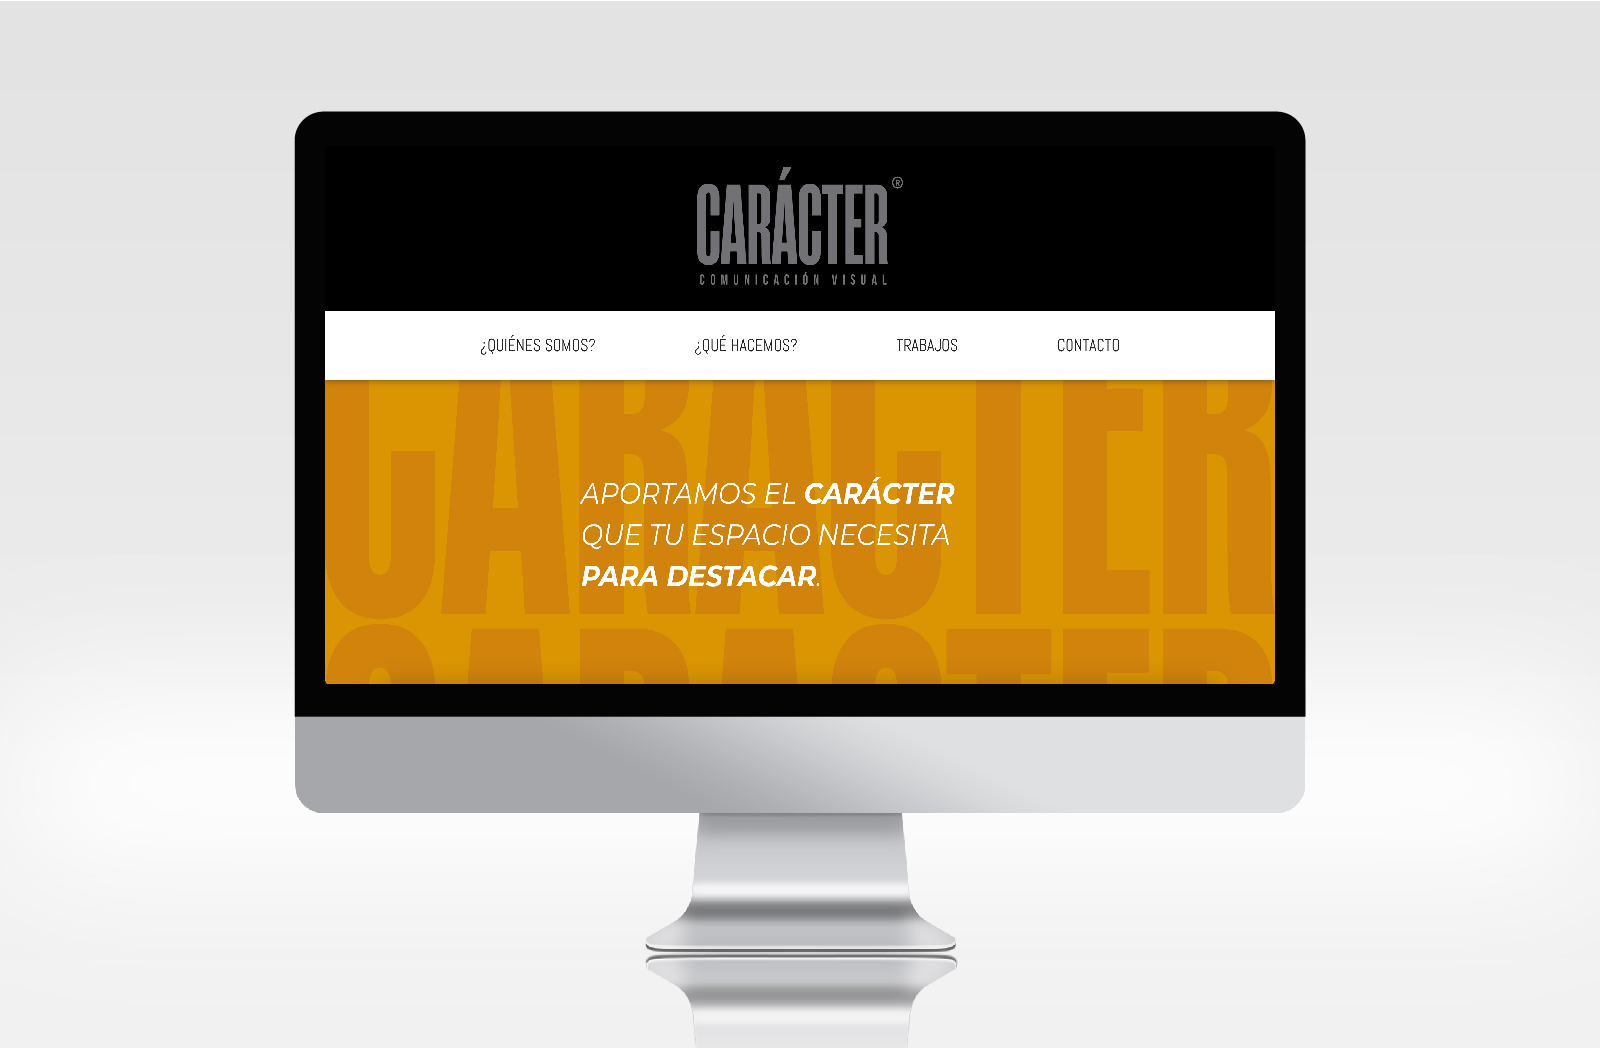 CARÁCTER ®
COMUNICACIÓN VISUAL
¿QUIÉNES SOMOS? ¿QUÉ HACEMOS? TRABAJOS CONTACTO
CARÁCTER
APORTAMOS EL CARÁCTER
QUE TU ESPACIO NECESITA
PARA DESTACAR.
CARÁCTER